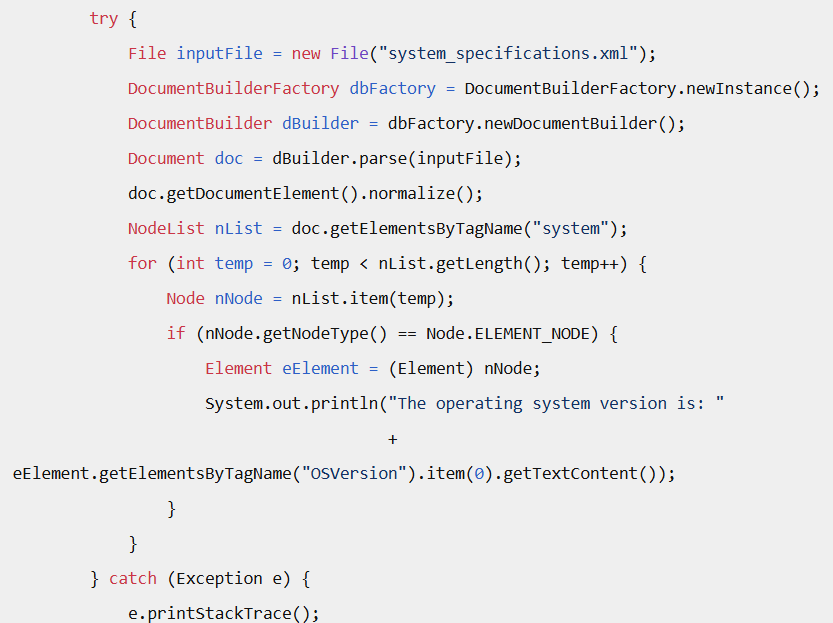 try {
File inputFile = new File("system_specifications.xml");
DocumentBuilderFactory dbFactory = DocumentBuilderFactory.newInstance();
DocumentBuilder dBuilder = dbFactory.newDocumentBuilder();
Document doc = dBuilder.parse(inputFile);
doc.getDocumentElement().normalize();
NodeList nList = doc.getElementsByTagName("system");
for (int temp = 0; temp < nList.getLength(); temp++) {
Node nNode = nList.item(temp);
if (nNode.getNodeType() == Node.ELEMENT_NODE) {
Element eElement = (Element) nNode;
System.out.println("The operating system version is: "
+
eElement.getElementsByTagName("OSVersion").item(0).getTextContent());
}
}
} catch (Exception e) {
e.printStackTrace();